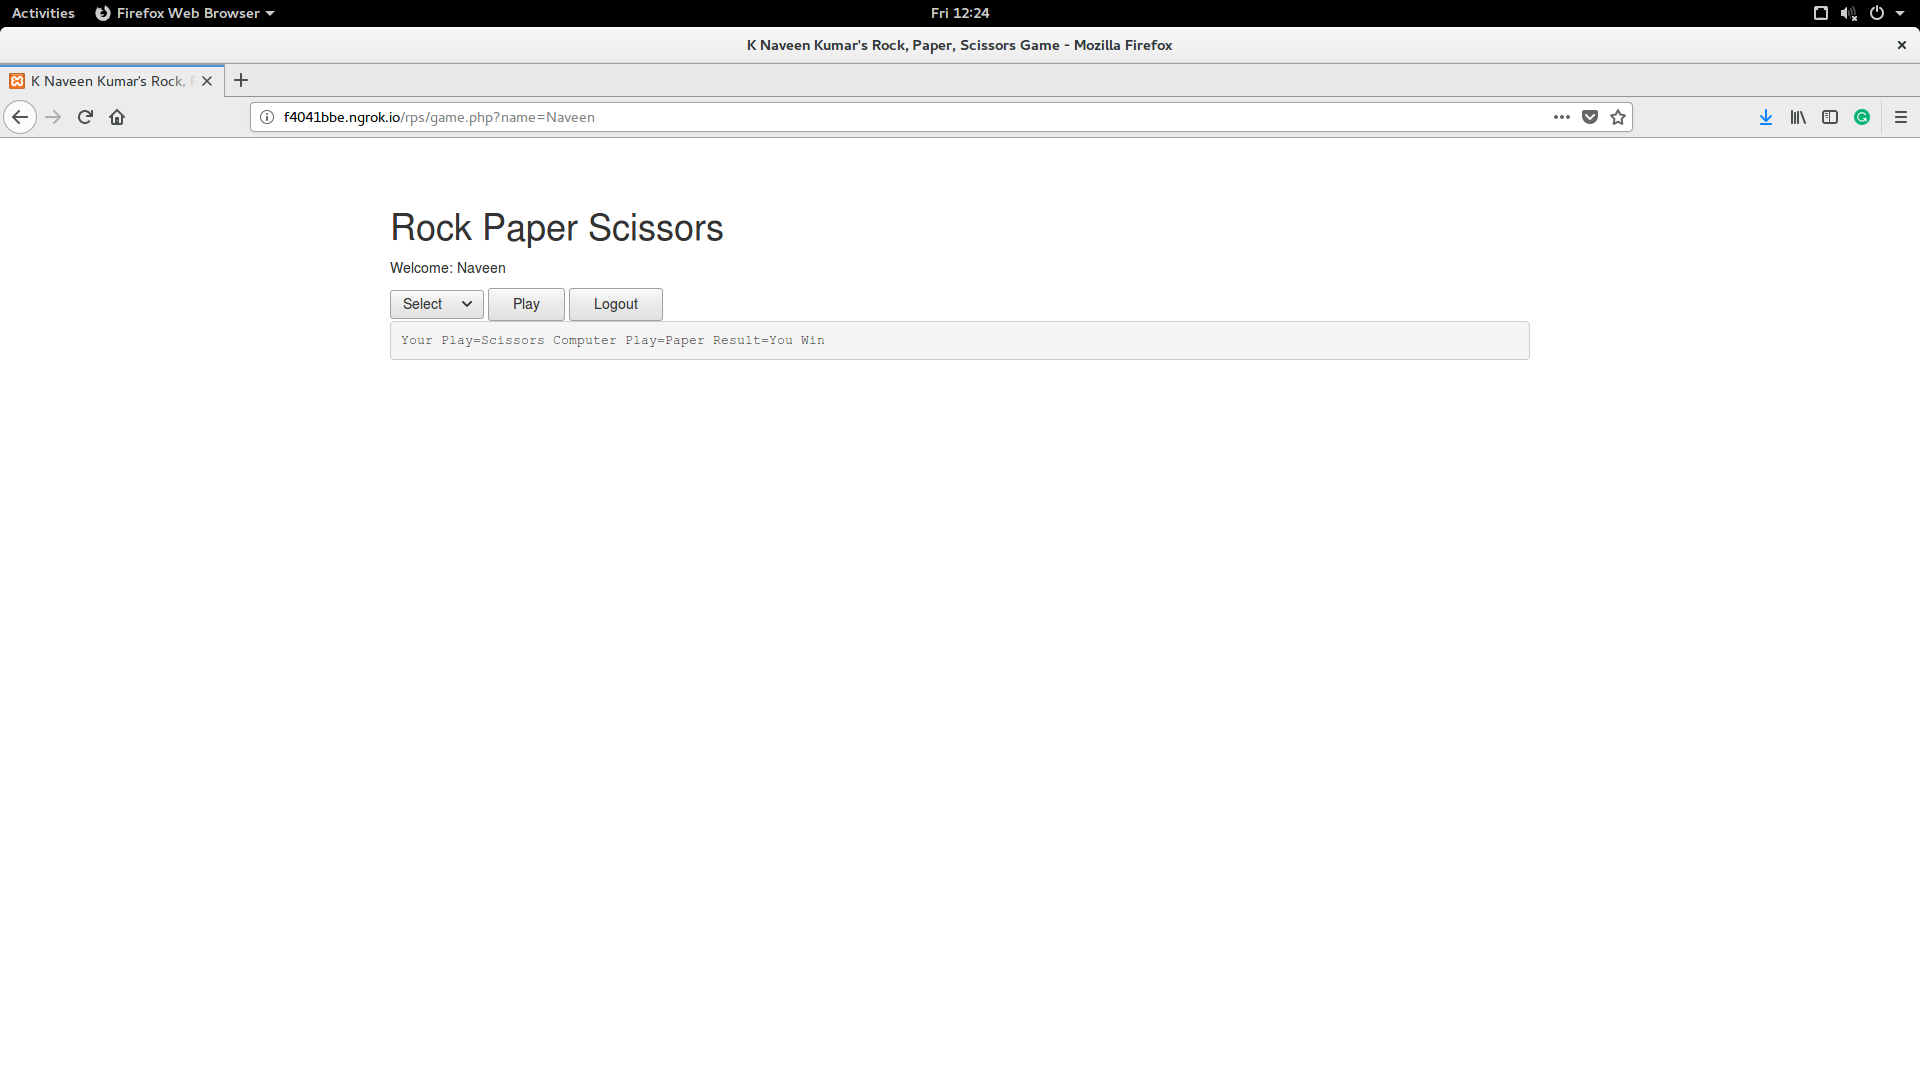 Activities Firefox Web Browser Fri 12:24
K Naveen Kumar's Rock, Paper, Scissors Game - Mozilla Firefox
K Naveen Kumar's Rock,
f4041bbe.ngrok.io/rps/game.php?name=Naveen
Rock Paper Scissors
Welcome: Naveen
Select Play Logout
Your Play=Scissors Computer Play=Paper Result=You Win